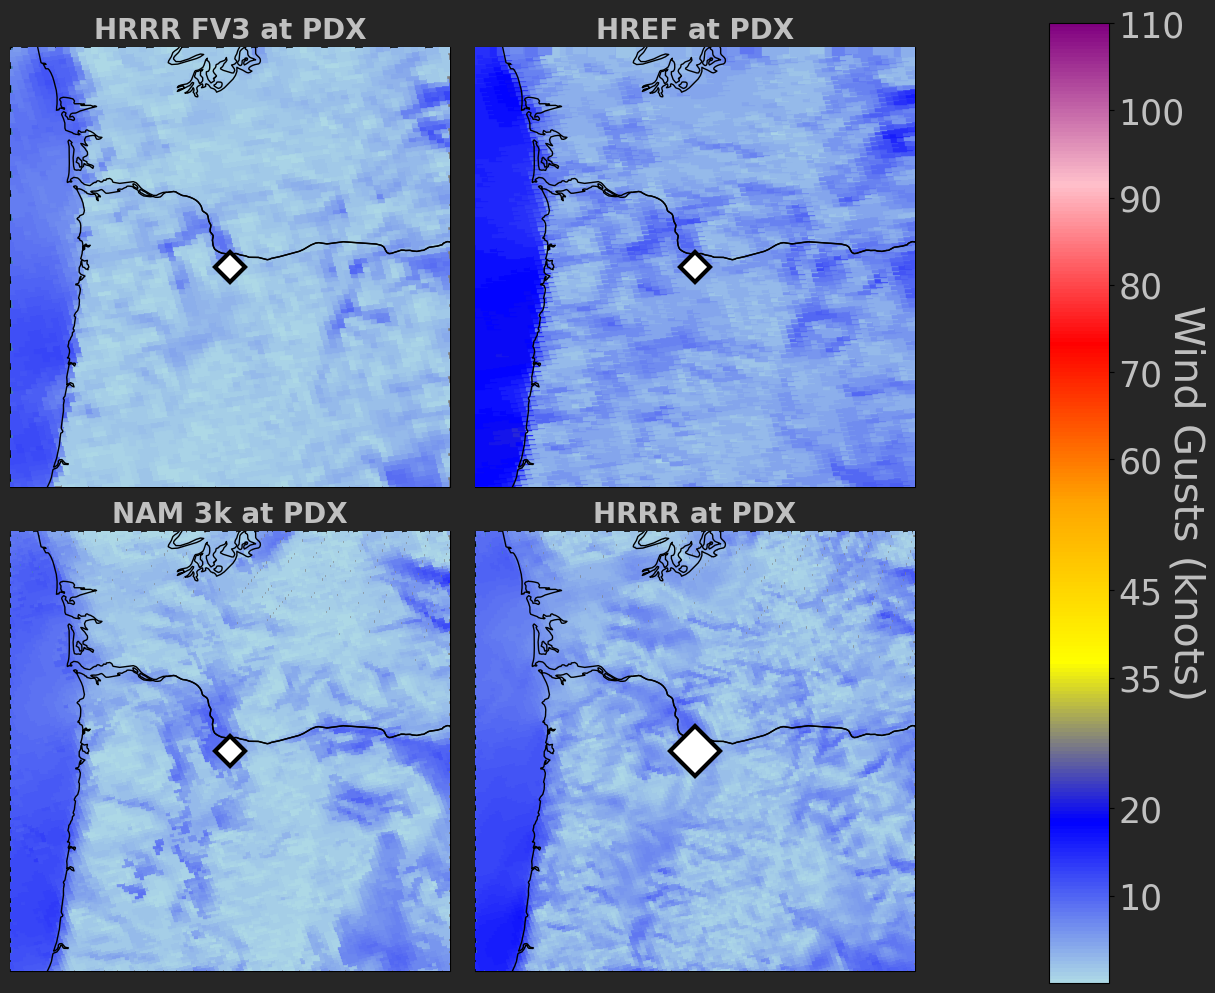 HRRR FV3 at PDX
HREF at PDX
NAM 3k at PDX
HRRR at PDX
110
100
90
80
70
60
45
35
20
10
Wind Gusts (knots)